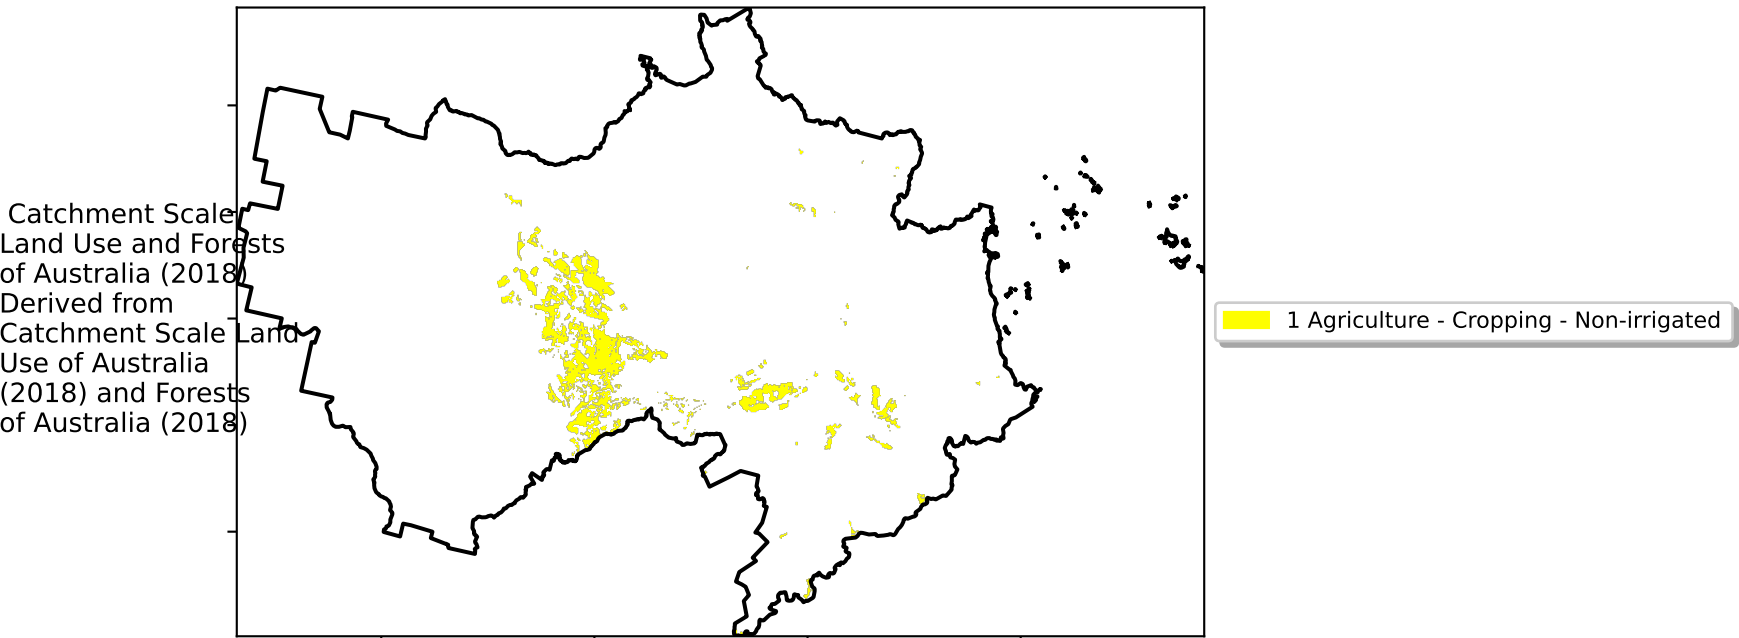 Catchment Scale
Land Use and Forests
of Australia (2018)
Derived from
Catchment Scale Land
Use of Australia
(2018) and Forests
of Australia (2018)
1 Agriculture - Cropping - Non-irrigated